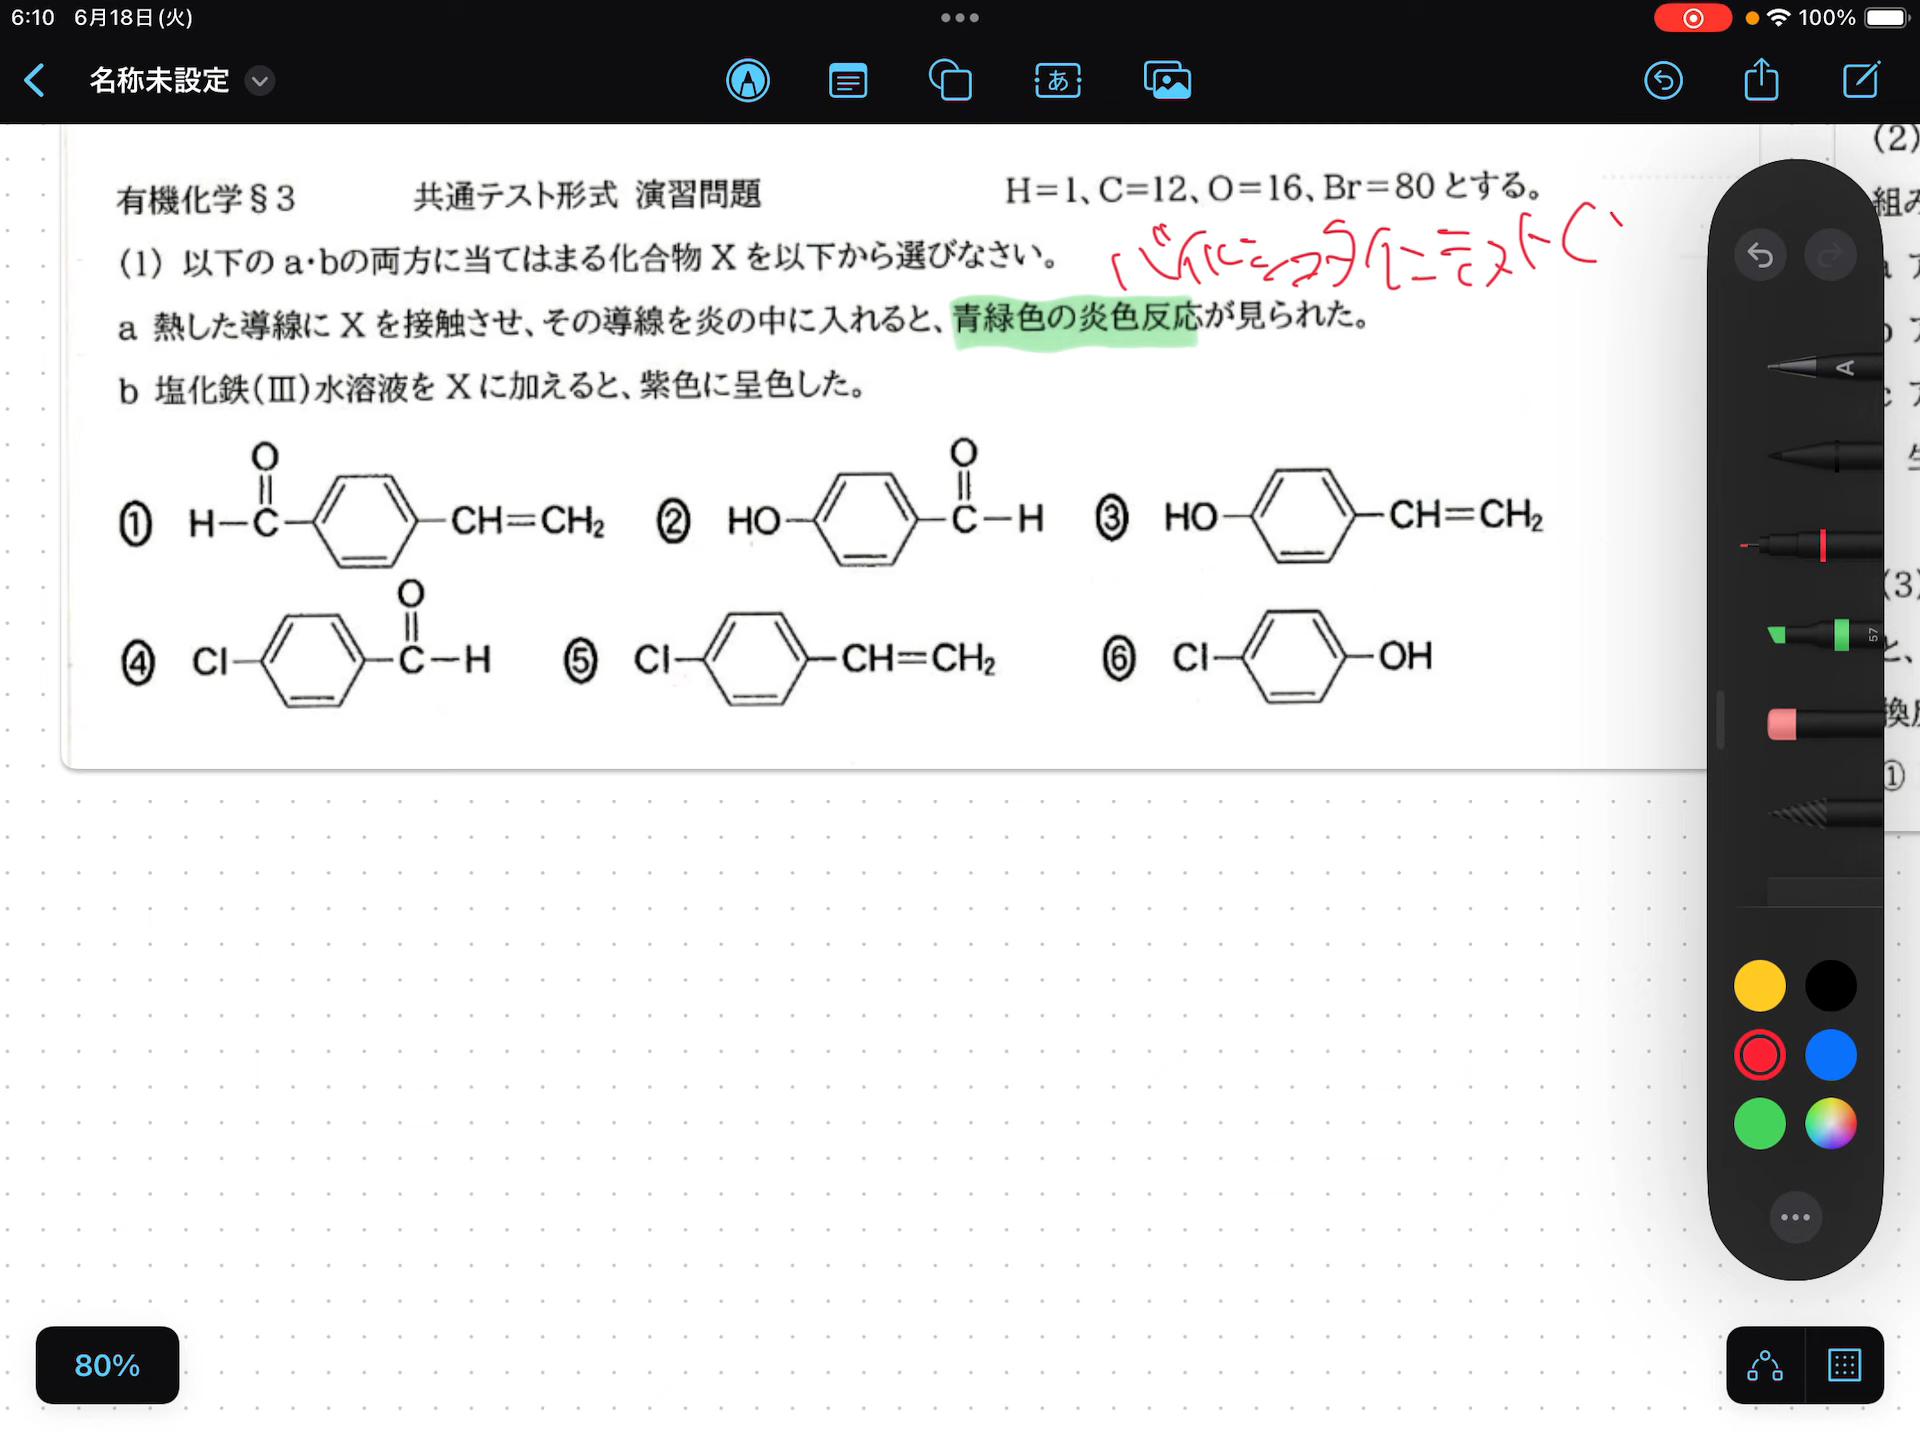 6:10 6月18日(火)
100%
名称未設定
あ
有機化学§3 共通テスト形式 演習問題 H=1、C=12、O=16、Br=80とする。
(1) 以下のa・bの両方に当てはまる化合物Xを以下から選びなさい。
バイルシュタインテスト(
a 熱した導線にXを接触させ、その導線を炎の中に入れると、青緑色の炎色反応が見られた。
b 塩化鉄(Ⅲ)水溶液をXに加えると、紫色に呈色した。
① H-C O CH=CH₂ ② HO C O H ③ HO CH=CH₂
④ Cl C O H ⑤ Cl CH=CH₂ ⑥ Cl OH
(2)
組み
(3)
と、
換
①
A
57
80%